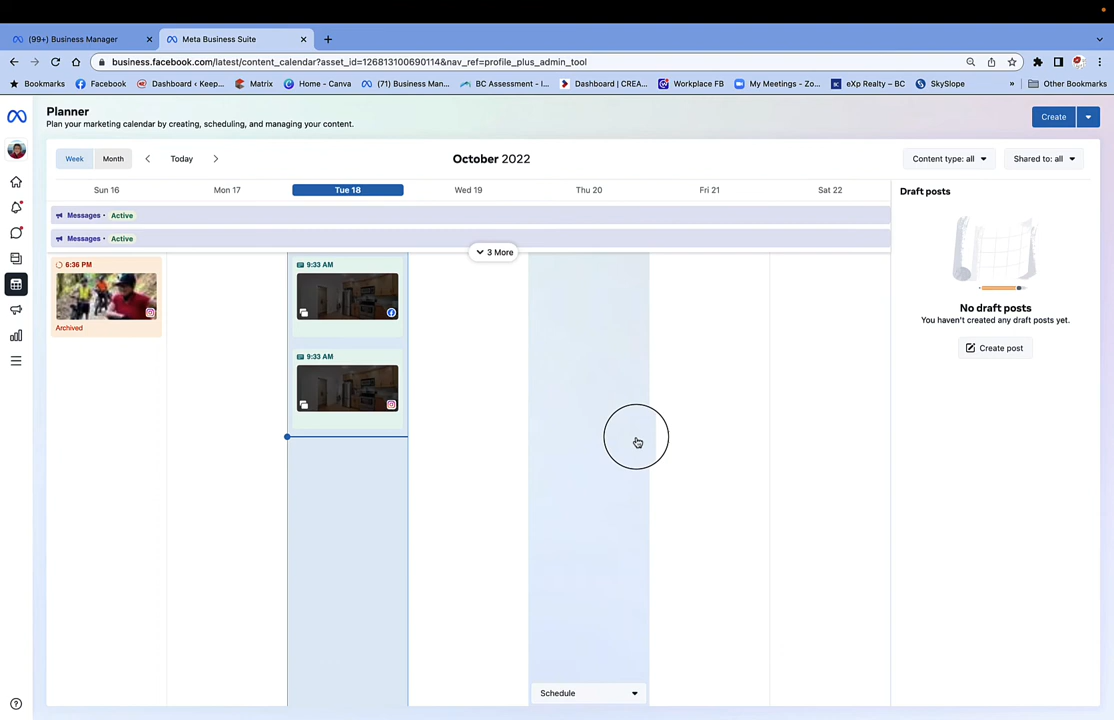 (99+) Business Manager
Meta Business Suite
business.facebook.com/latest/content_calendar?asset_id=126813100690114&nav_ref=profile_plus_admin_tool
Bookmarks
Facebook
Dashboard ‹ Keep...
Matrix
Home - Canva
(71) Business Man...
BC Assessment - I...
Dashboard | CREA...
Workplace FB
My Meetings - Zo...
eXp Realty – BC
SkySlope
»
Other Bookmarks
Planner
Plan your marketing calendar by creating, scheduling, and managing your content.
Create
Week
Month
Today
October 2022
Content type: all
Shared to: all
Sun 16
Mon 17
Tue 18
Wed 19
Thu 20
Fri 21
Sat 22
Messages • Active
Messages • Active
3 More
6:36 PM
Archived
9:33 AM
9:33 AM
Schedule
Draft posts
No draft posts
You haven't created any draft posts yet.
Create post